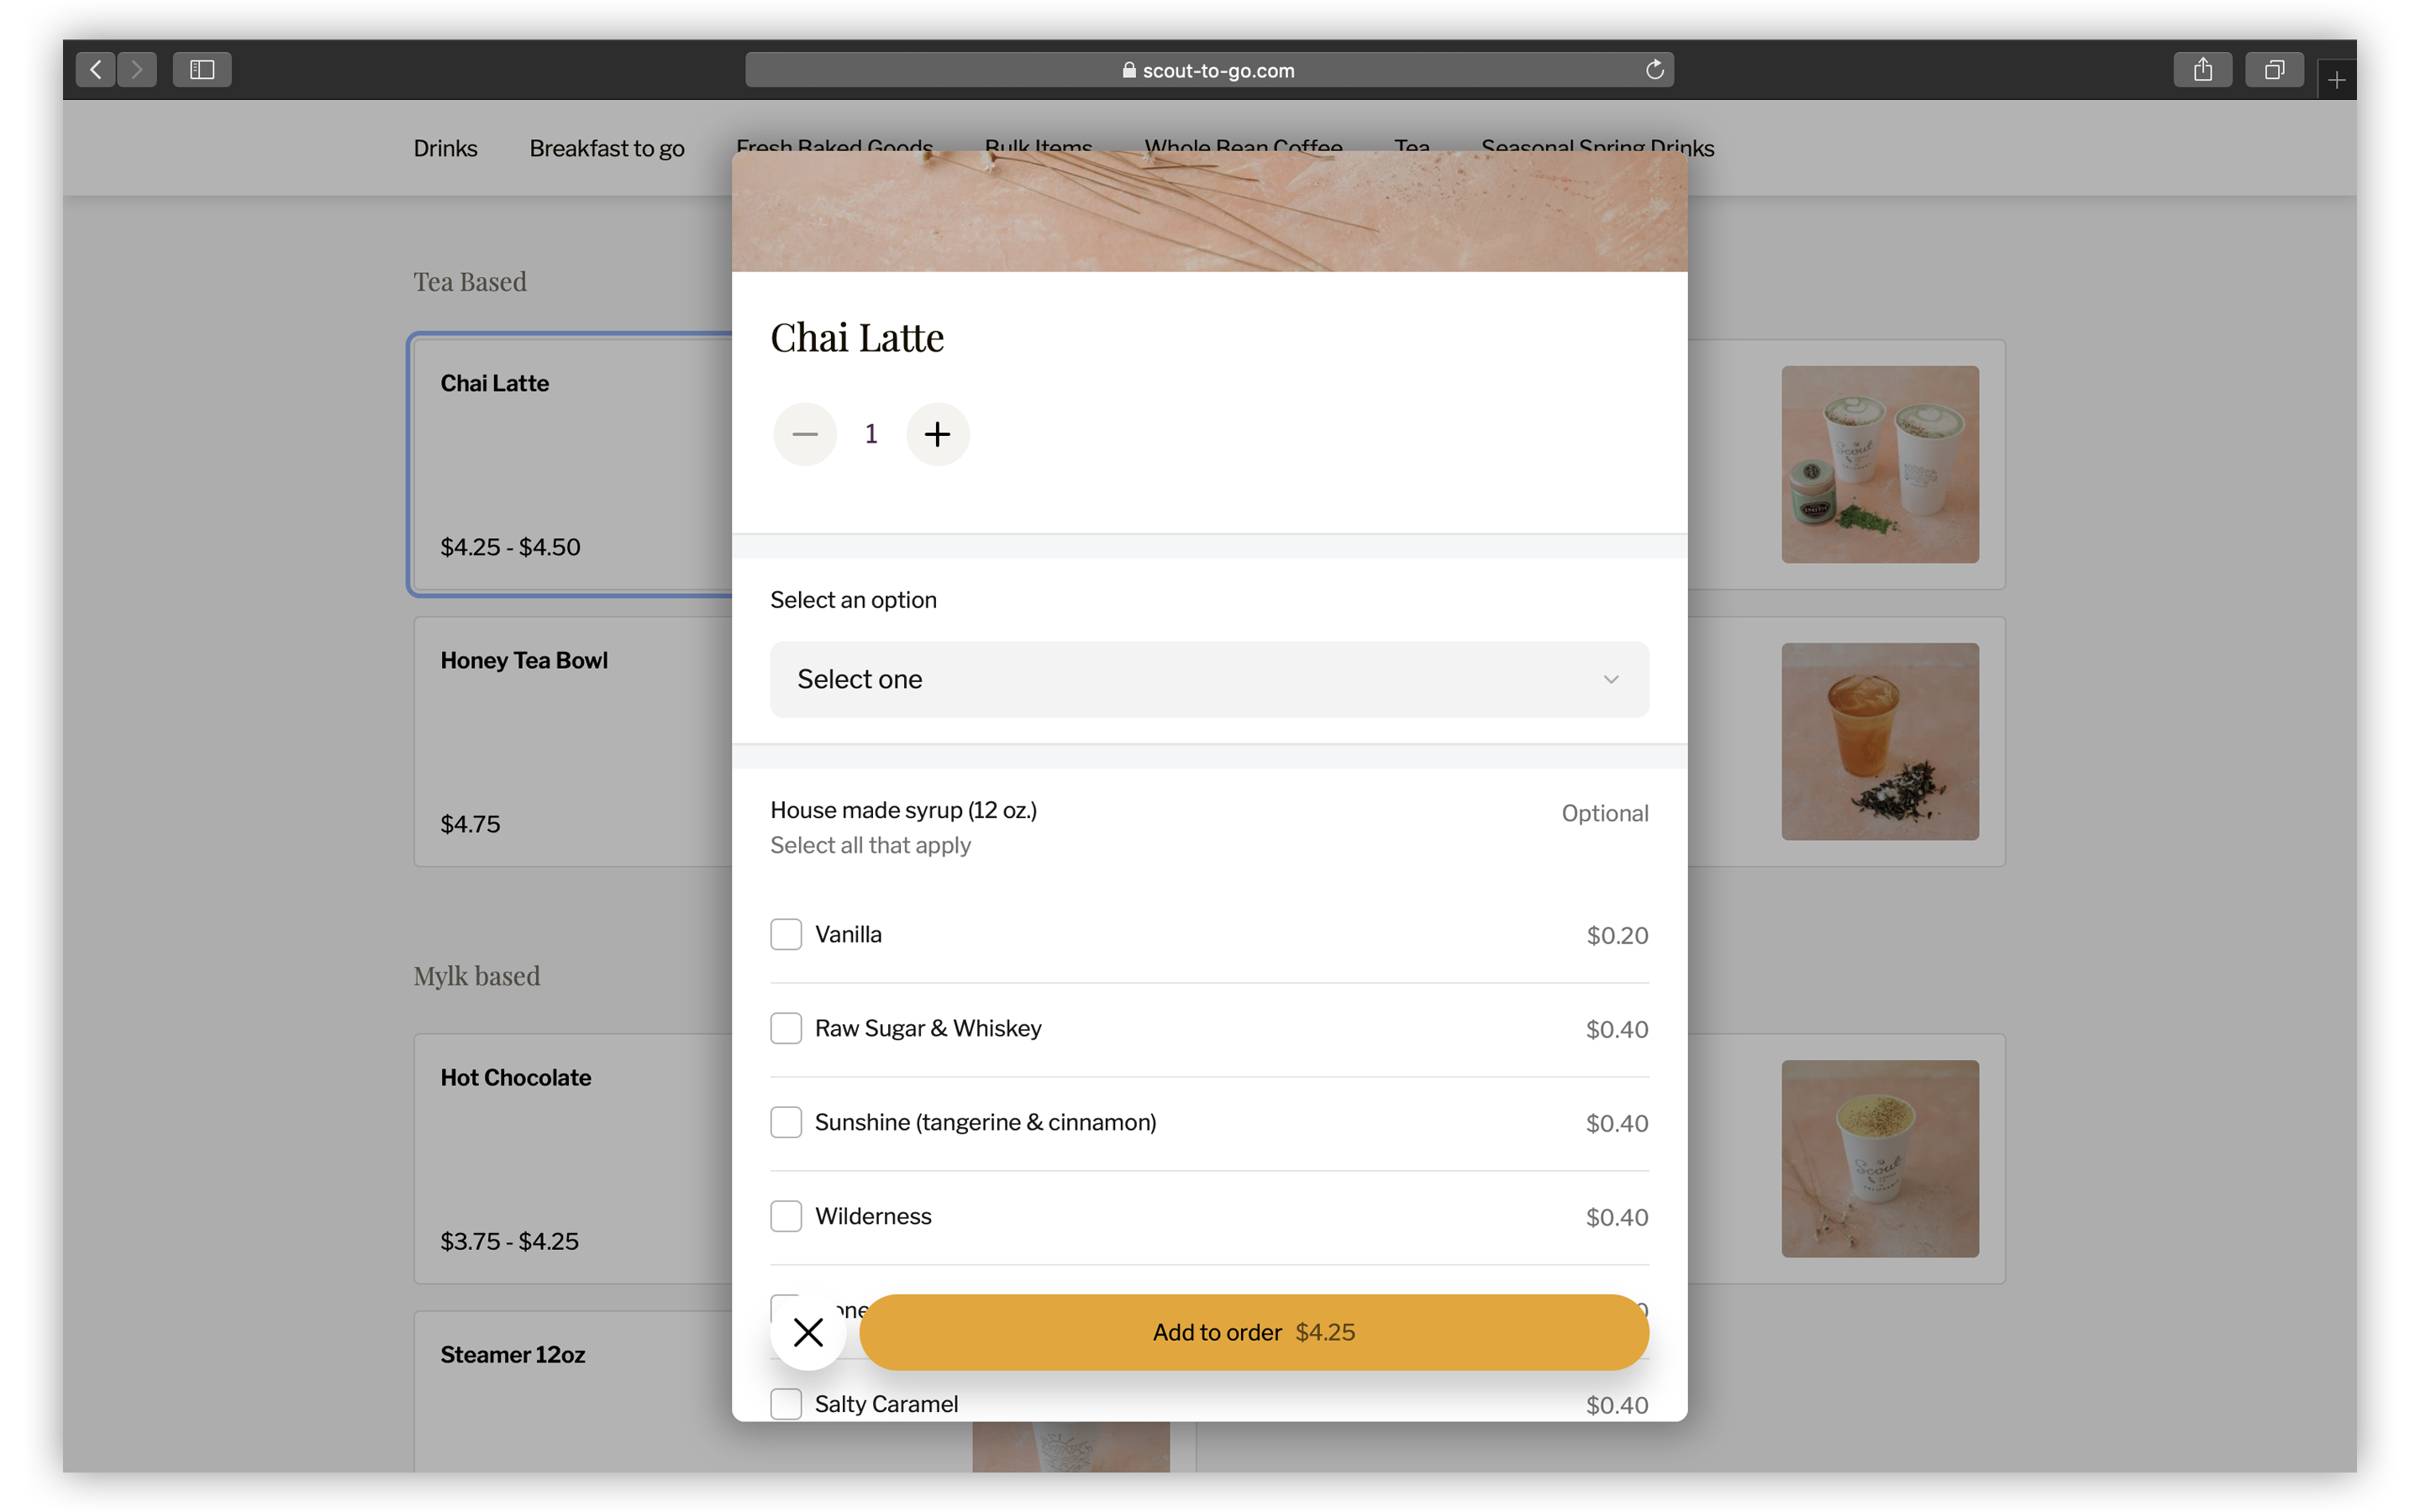 scout-to-go.com
Drinks Breakfast to go Fresh Baked Goods Bulk Items Whole Bean Coffee Tea Seasonal Spring Drinks
Tea Based
Chai Latte
$4.25 - $4.50
Honey Tea Bowl
$4.75
Mylk based
Hot Chocolate
$3.75 - $4.25
Steamer 12oz
Chai Latte
1
Select an option
Select one
House made syrup (12 oz.) Optional
Select all that apply
Vanilla $0.20
Raw Sugar & Whiskey $0.40
Sunshine (tangerine & cinnamon) $0.40
Wilderness $0.40
Add to order $4.25
Salty Caramel $0.40
Scout
Scout